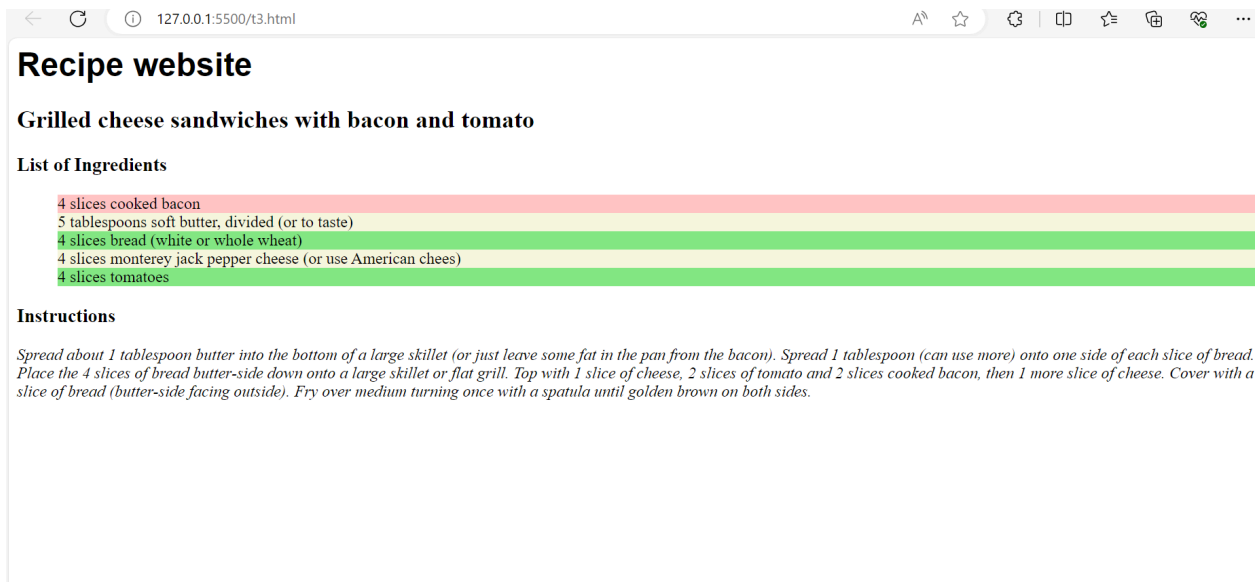 127.0.0.1:5500/t3.html
Recipe website
Grilled cheese sandwiches with bacon and tomato
List of Ingredients
4 slices cooked bacon
5 tablespoons soft butter, divided (or to taste)
4 slices bread (white or whole wheat)
4 slices monterey jack pepper cheese (or use American chees)
4 slices tomatoes
Instructions
Spread about 1 tablespoon butter into the bottom of a large skillet (or just leave some fat in the pan from the bacon). Spread 1 tablespoon (can use more) onto one side of each slice of bread.
Place the 4 slices of bread butter-side down onto a large skillet or flat grill. Top with 1 slice of cheese, 2 slices of tomato and 2 slices cooked bacon, then 1 more slice of cheese. Cover with a
slice of bread (butter-side facing outside). Fry over medium turning once with a spatula until golden brown on both sides.